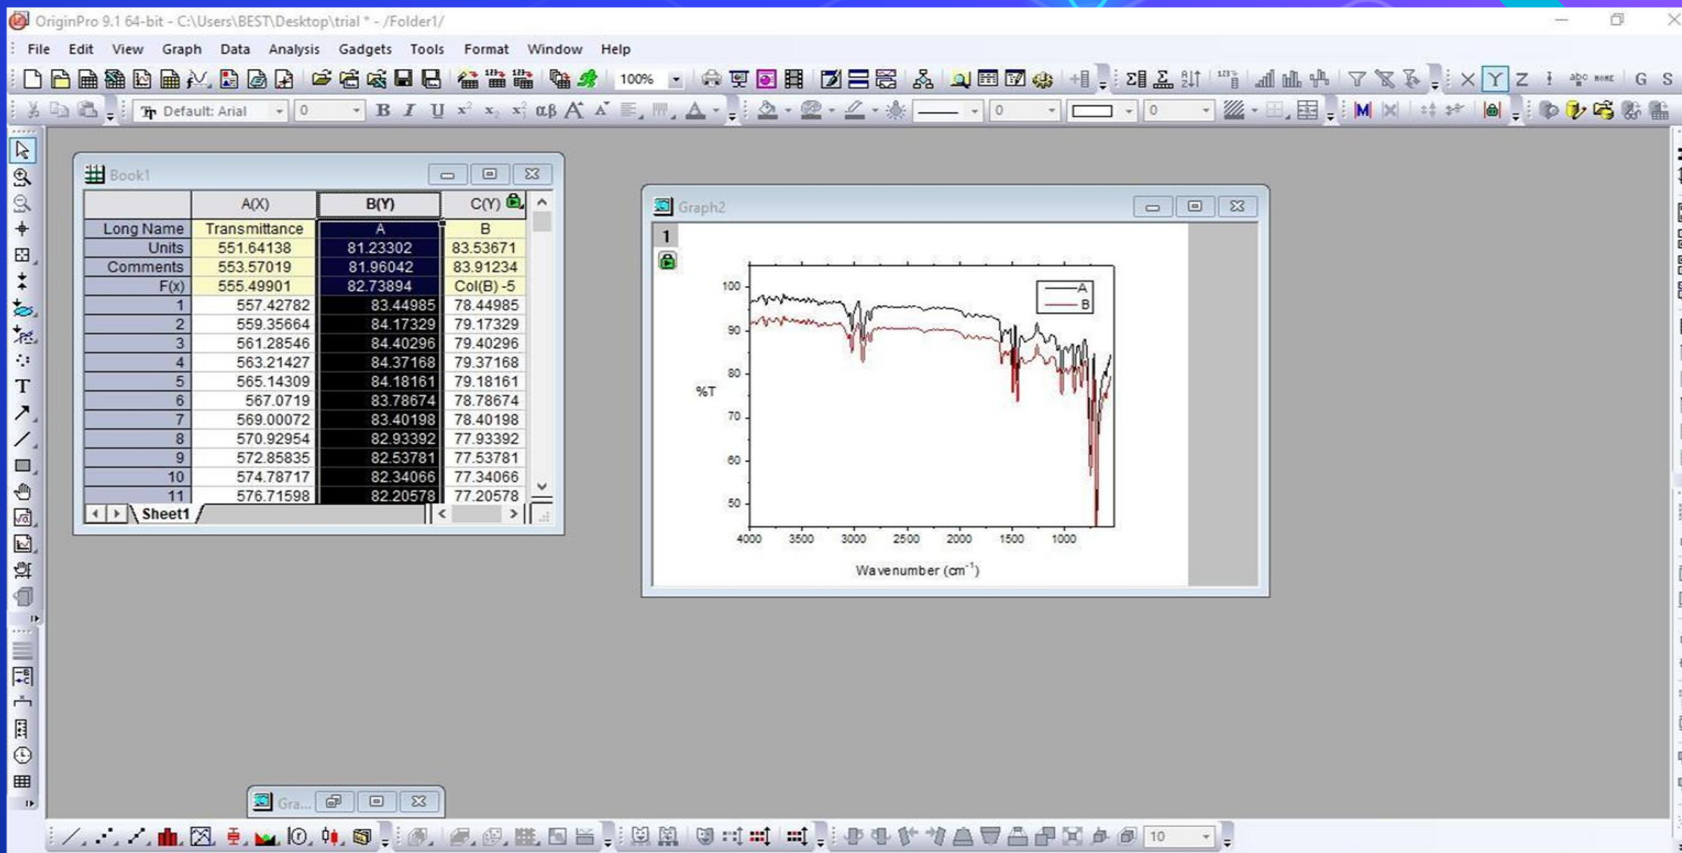 OriginPro 9.1 64-bit - C:\Users\BEST\Desktop\trial * - /Folder1/
File Edit View Graph Data Analysis Gadgets Tools Format Window Help
100%
X Y Z G S
Default: Arial 0 B I U 0 0
Book1
A(X) B(Y) C(Y)
Long Name Transmittance A B
Units 551.64138 81.23302 83.53671
Comments 553.57019 81.96042 83.91234
F(x) 555.49901 82.73894 Col(B) -5
1 557.42782 83.44985 78.44985
2 559.35664 84.17329 79.17329
3 561.28546 84.40296 79.40296
4 563.21427 84.37168 79.37168
5 565.14309 84.18161 79.18161
6 567.0719 83.78674 78.78674
7 569.00072 83.40198 78.40198
8 570.92954 82.93392 77.93392
9 572.85835 82.53781 77.53781
10 574.78717 82.34066 77.34066
11 576.71598 82.20578 77.20578
Sheet1
Graph2
1
A
B
100
90
80
70
60
50
%T
4000 3500 3000 2500 2000 1500 1000
Wavenumber (cm⁻¹)
Gra...
10